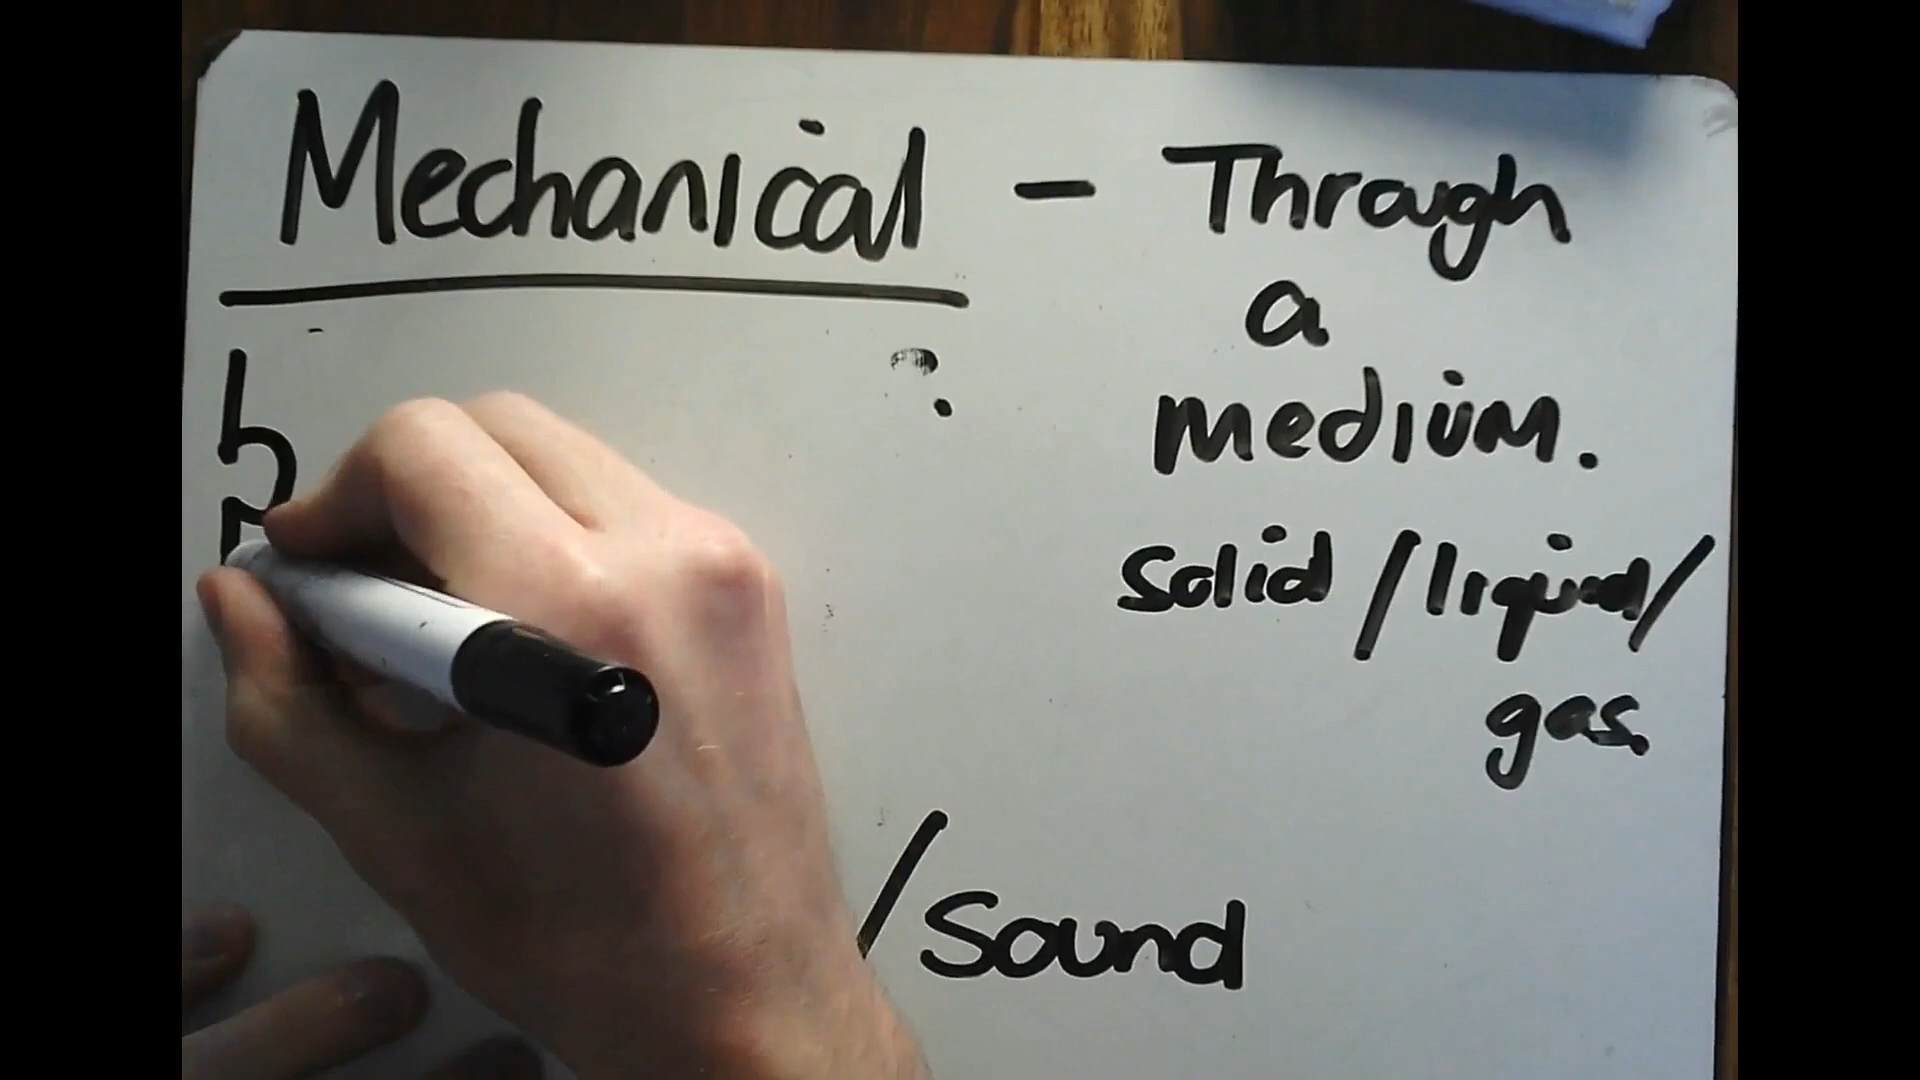 Mechanical - Through
a
medium.
solid / liquid /
gas.
/ Sound